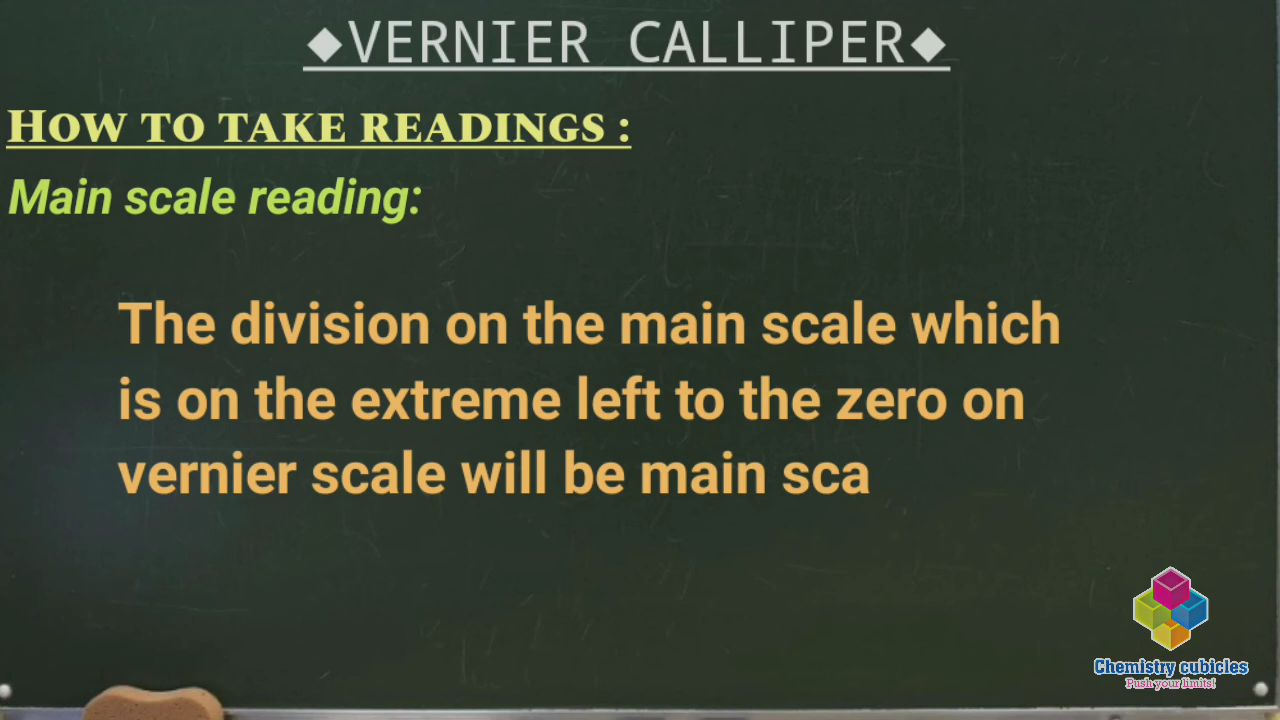 ◆VERNIER CALLIPER◆
HOW TO TAKE READINGS :
Main scale reading:
The division on the main scale which
is on the extreme left to the zero on
vernier scale will be main sca
Chemistry cubicles
Push your limits!